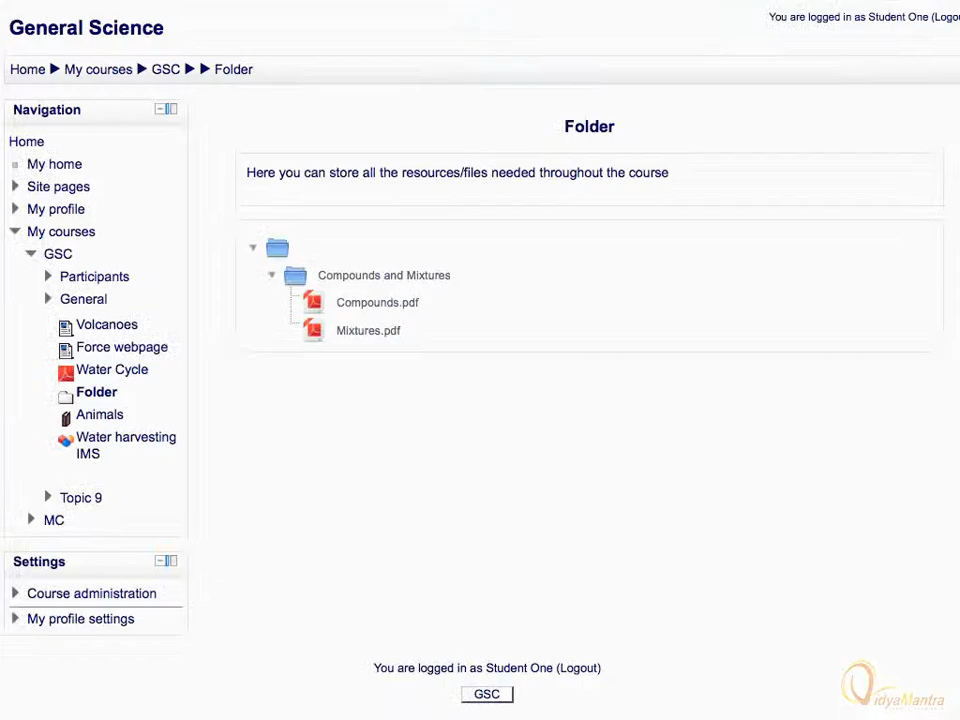 General Science
You are logged in as Student One (Logo
Home ▶ My courses ▶ GSC ▶ ▶ Folder
Navigation
Home
My home
Site pages
My profile
My courses
GSC
Participants
General
Volcanoes
Force webpage
Water Cycle
Folder
Animals
Water harvesting
IMS
Topic 9
MC
Settings
Course administration
My profile settings
Folder
Here you can store all the resources/files needed throughout the course
Compounds and Mixtures
Compounds.pdf
Mixtures.pdf
You are logged in as Student One (Logout)
GSC
VidyaMantra